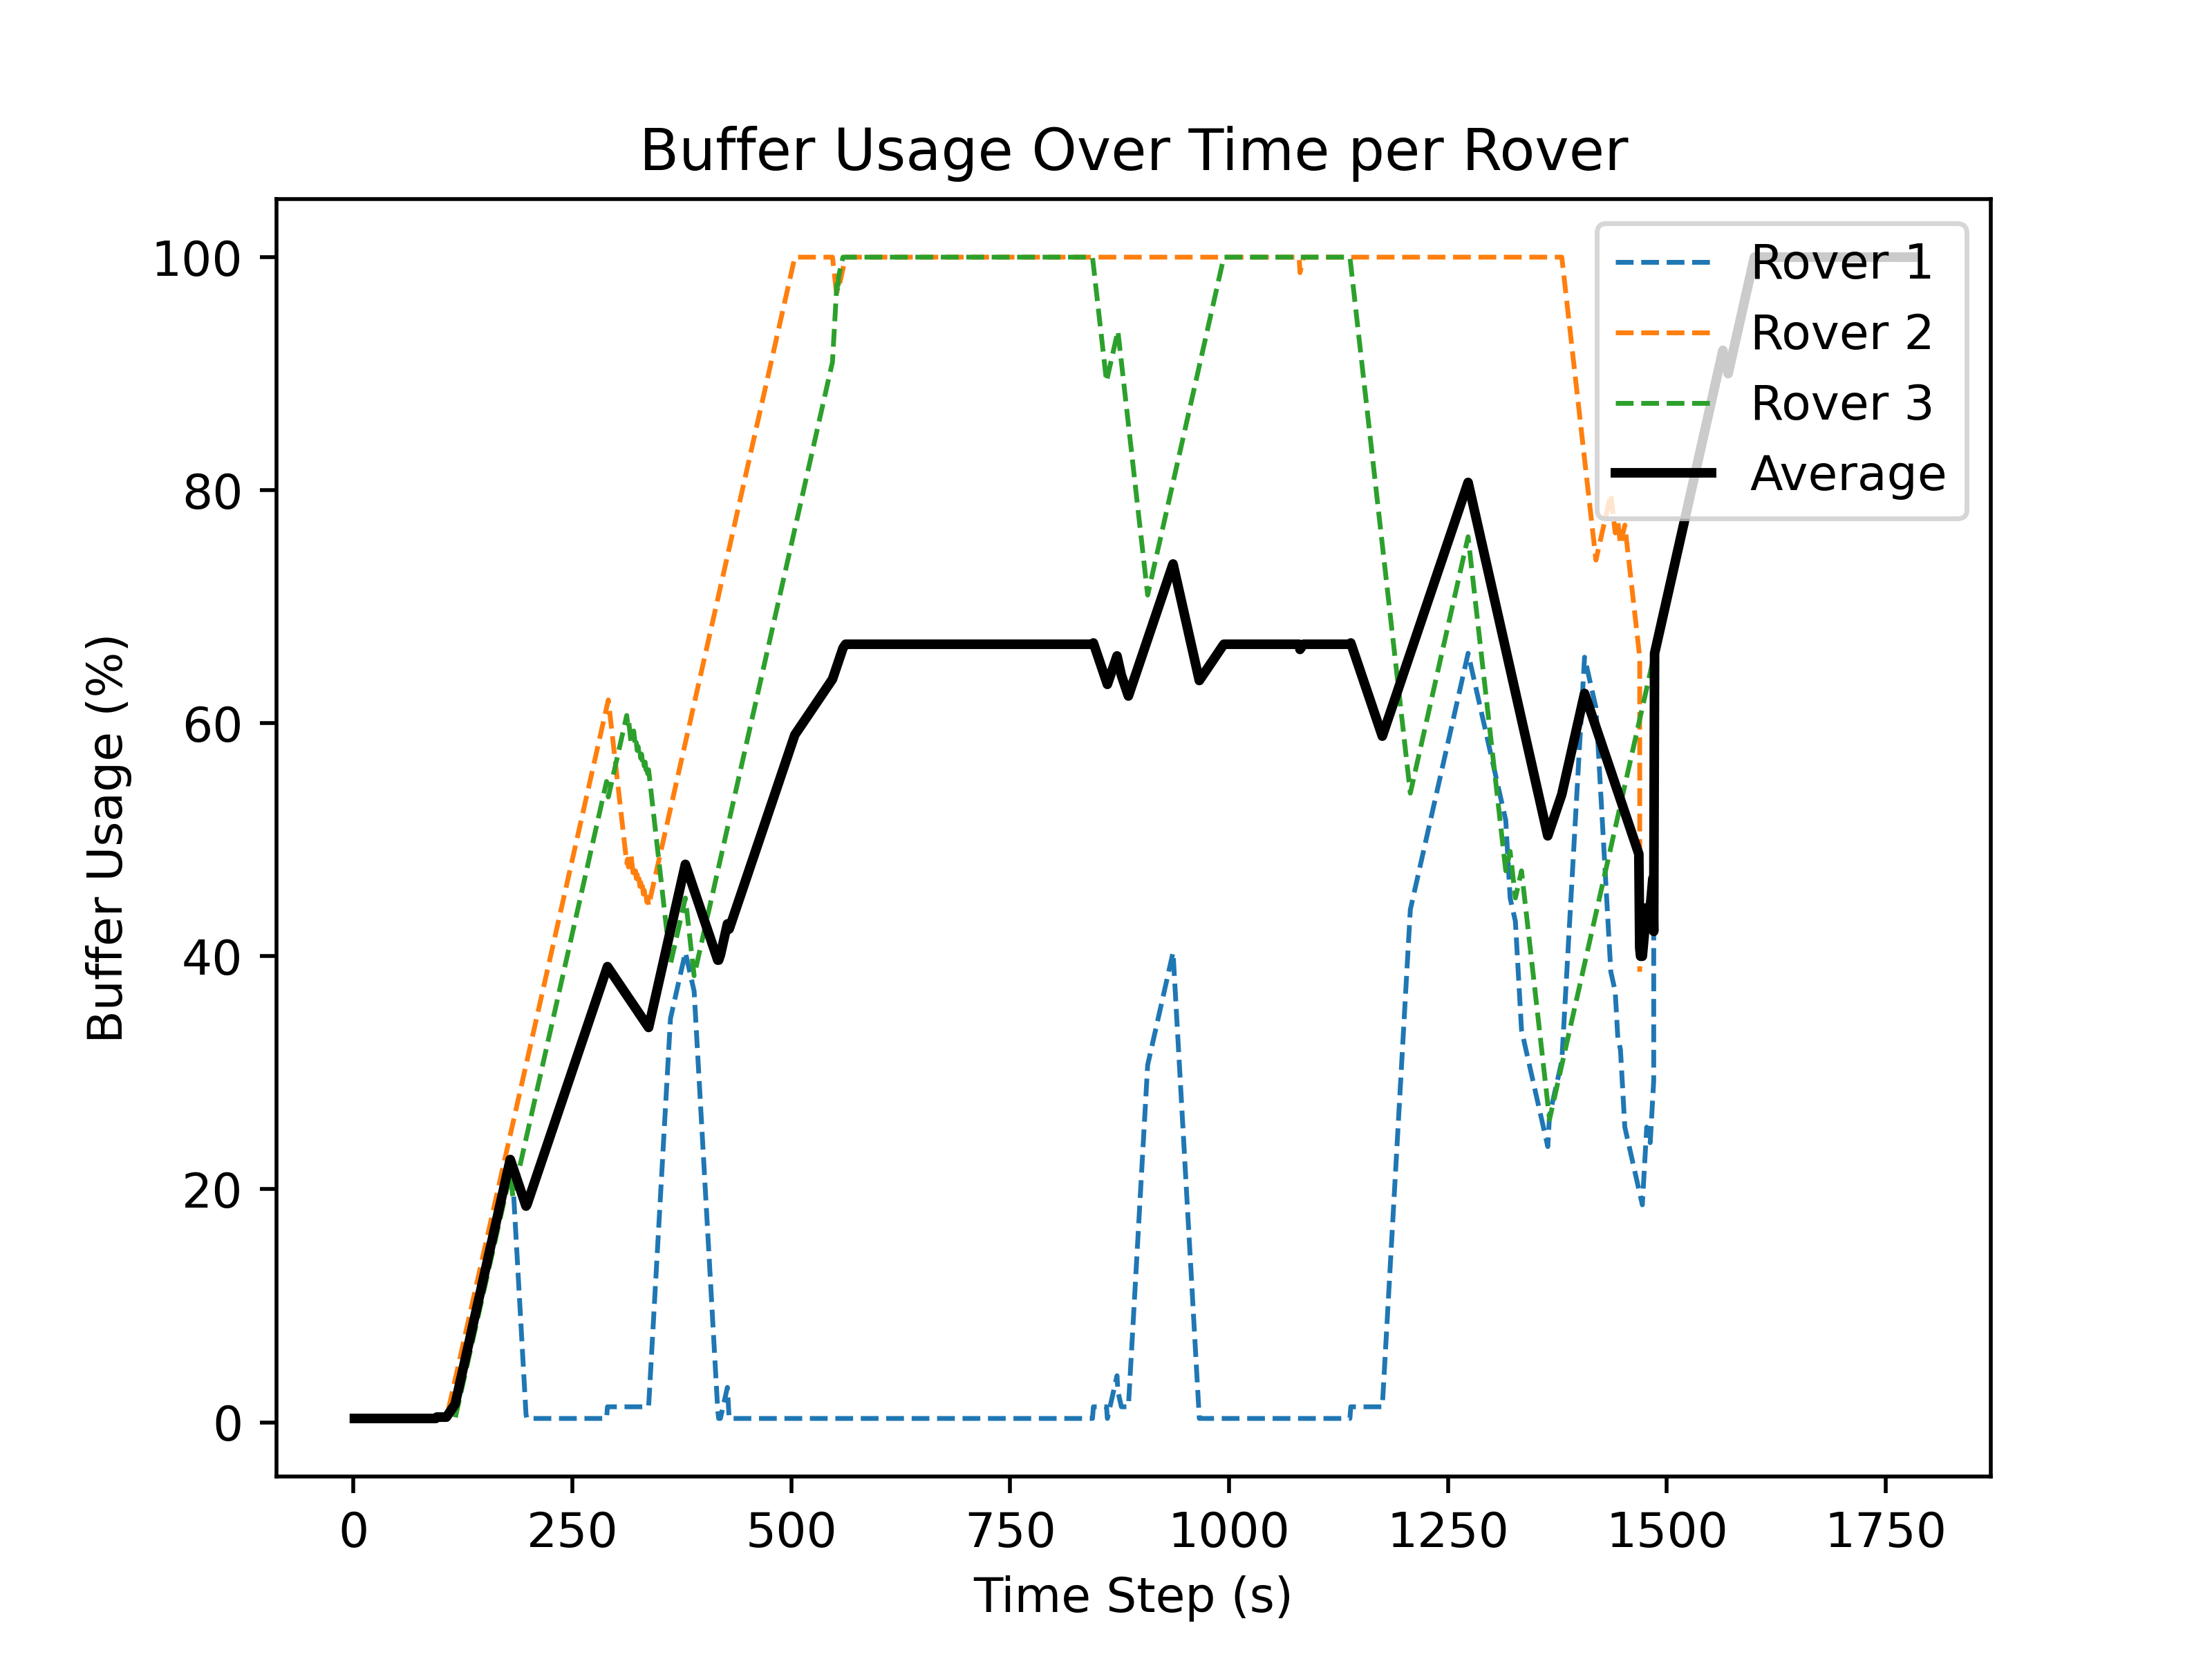 Buffer Usage Over Time per Rover
Buffer Usage (%)
100
80
60
40
20
0
0 250 500 750 1000 1250 1500 1750
Time Step (s)
Rover 1
Rover 2
Rover 3
Average